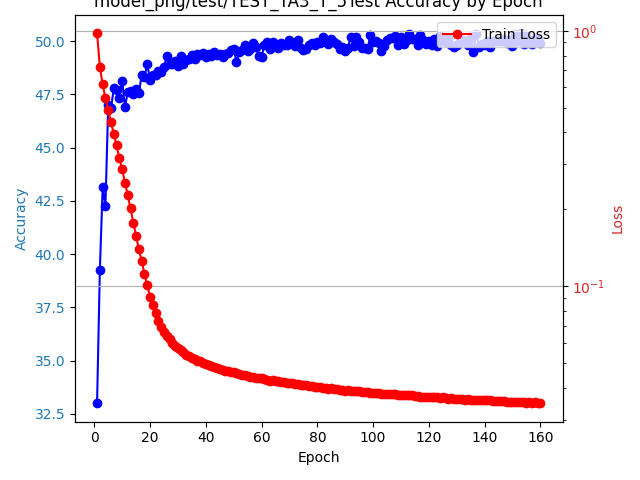 model_png/test/TEST_TA3_T_5Test Accuracy by Epoch
Train Loss
50.0
47.5
45.0
42.5
40.0
37.5
35.0
32.5
Accuracy
10⁰
10⁻¹
Loss
0 20 40 60 80 100 120 140 160
Epoch